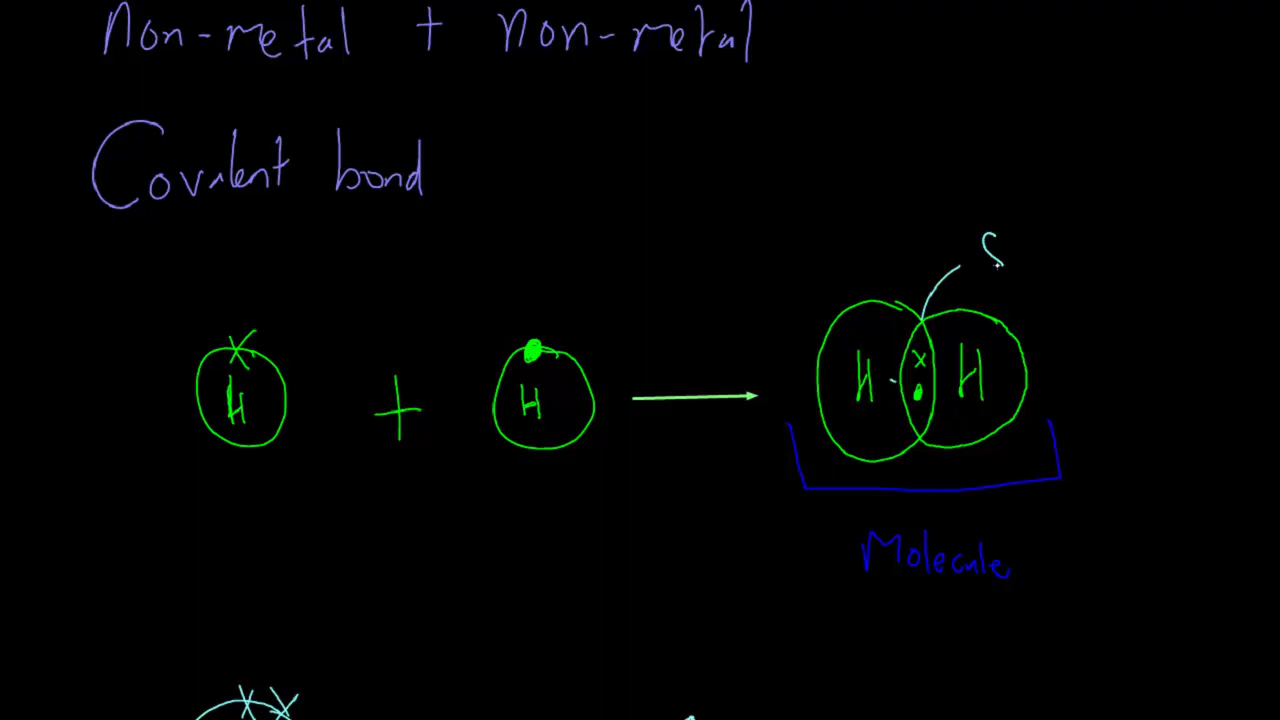 Non-metal + Non-metal
Covalent bond
S
x
H + H → H x H
Molecule